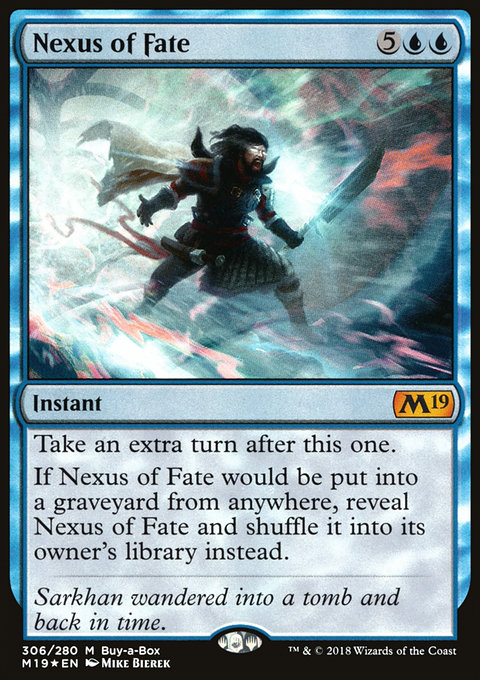 Nexus of Fate 5
Instant M19
Take an extra turn after this one.
If Nexus of Fate would be put into
a graveyard from anywhere, reveal
Nexus of Fate and shuffle it into its
owner's library instead.
Sarkhan wandered into a tomb and
back in time.
306/280 M Buy-a-Box
M19★EN Mike Bierek ™ & © 2018 Wizards of the Coast